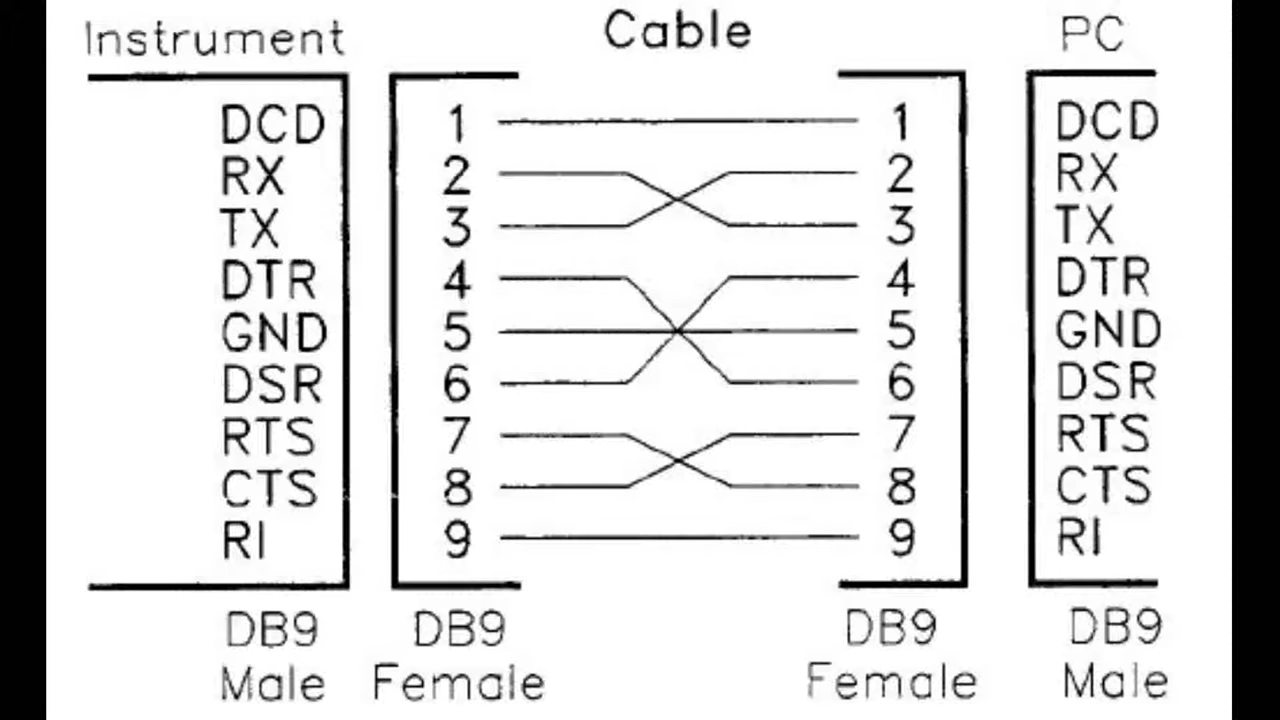 Instrument Cable PC
DCD 1 1 DCD
RX 2 2 RX
TX 3 3 TX
DTR 4 4 DTR
GND 5 5 GND
DSR 6 6 DSR
RTS 7 7 RTS
CTS 8 8 CTS
RI 9 9 RI
DB9 DB9 DB9 DB9
Male Female Female Male